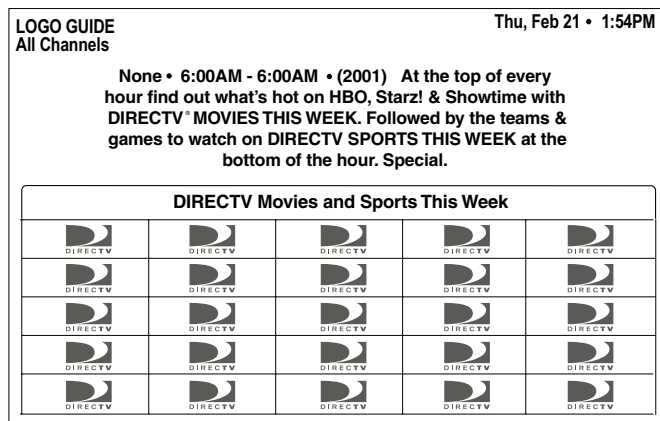 LOGO GUIDE
Thu, Feb 21 • 1:54PM
All Channels
None • 6:00AM - 6:00AM • (2001) At the top of every
hour find out what's hot on HBO, Starz! & Showtime with
DIRECTV® MOVIES THIS WEEK. Followed by the teams &
games to watch on DIRECTV SPORTS THIS WEEK at the
bottom of the hour. Special.
DIRECTV Movies and Sports This Week
DIRECTV DIRECTV DIRECTV DIRECTV DIRECTV
DIRECTV DIRECTV DIRECTV DIRECTV DIRECTV
DIRECTV DIRECTV DIRECTV DIRECTV DIRECTV
DIRECTV DIRECTV DIRECTV DIRECTV DIRECTV
DIRECTV DIRECTV DIRECTV DIRECTV DIRECTV